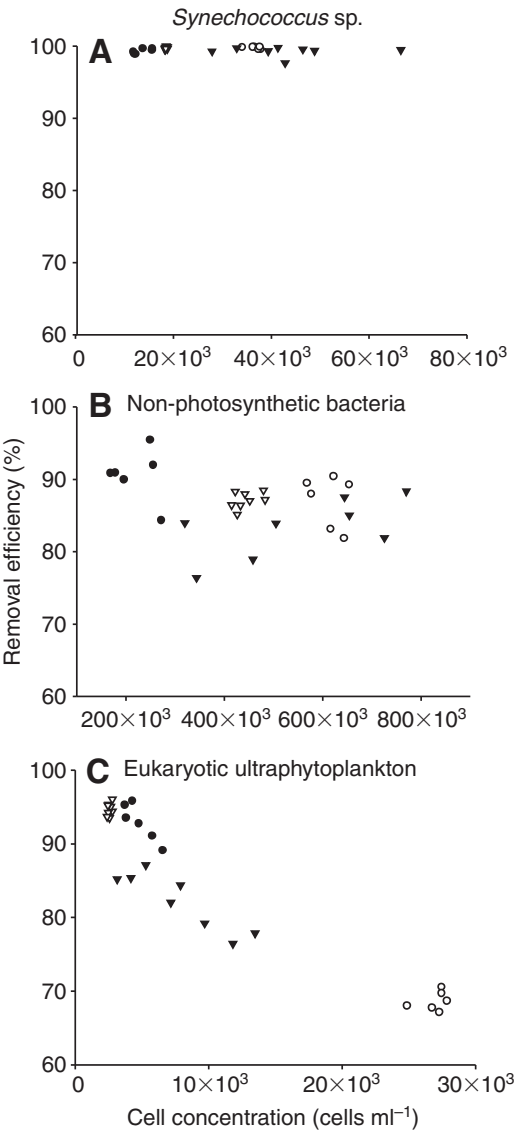 Synechococcus sp.
A
100
90
80
70
60
0 20×10³ 40×10³ 60×10³ 80×10³
B Non-photosynthetic bacteria
100
90
80
70
60
200×10³ 400×10³ 600×10³ 800×10³
Removal efficiency (%)
C Eukaryotic ultraphytoplankton
100
90
80
70
60
0 10×10³ 20×10³ 30×10³
Cell concentration (cells ml⁻¹)